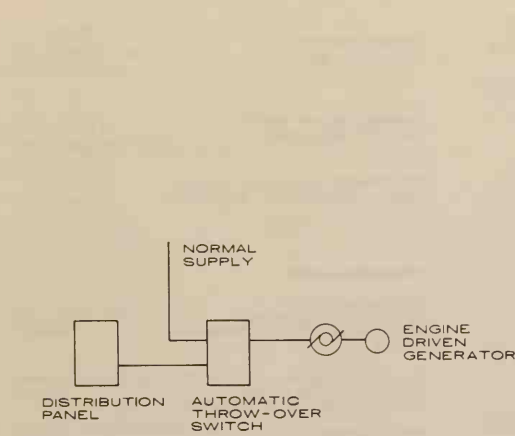 NORMAL
SUPPLY
ENGINE
DRIVEN
GENERATOR
DISTRIBUTION
PANEL
AUTOMATIC
THROW-OVER
SWITCH